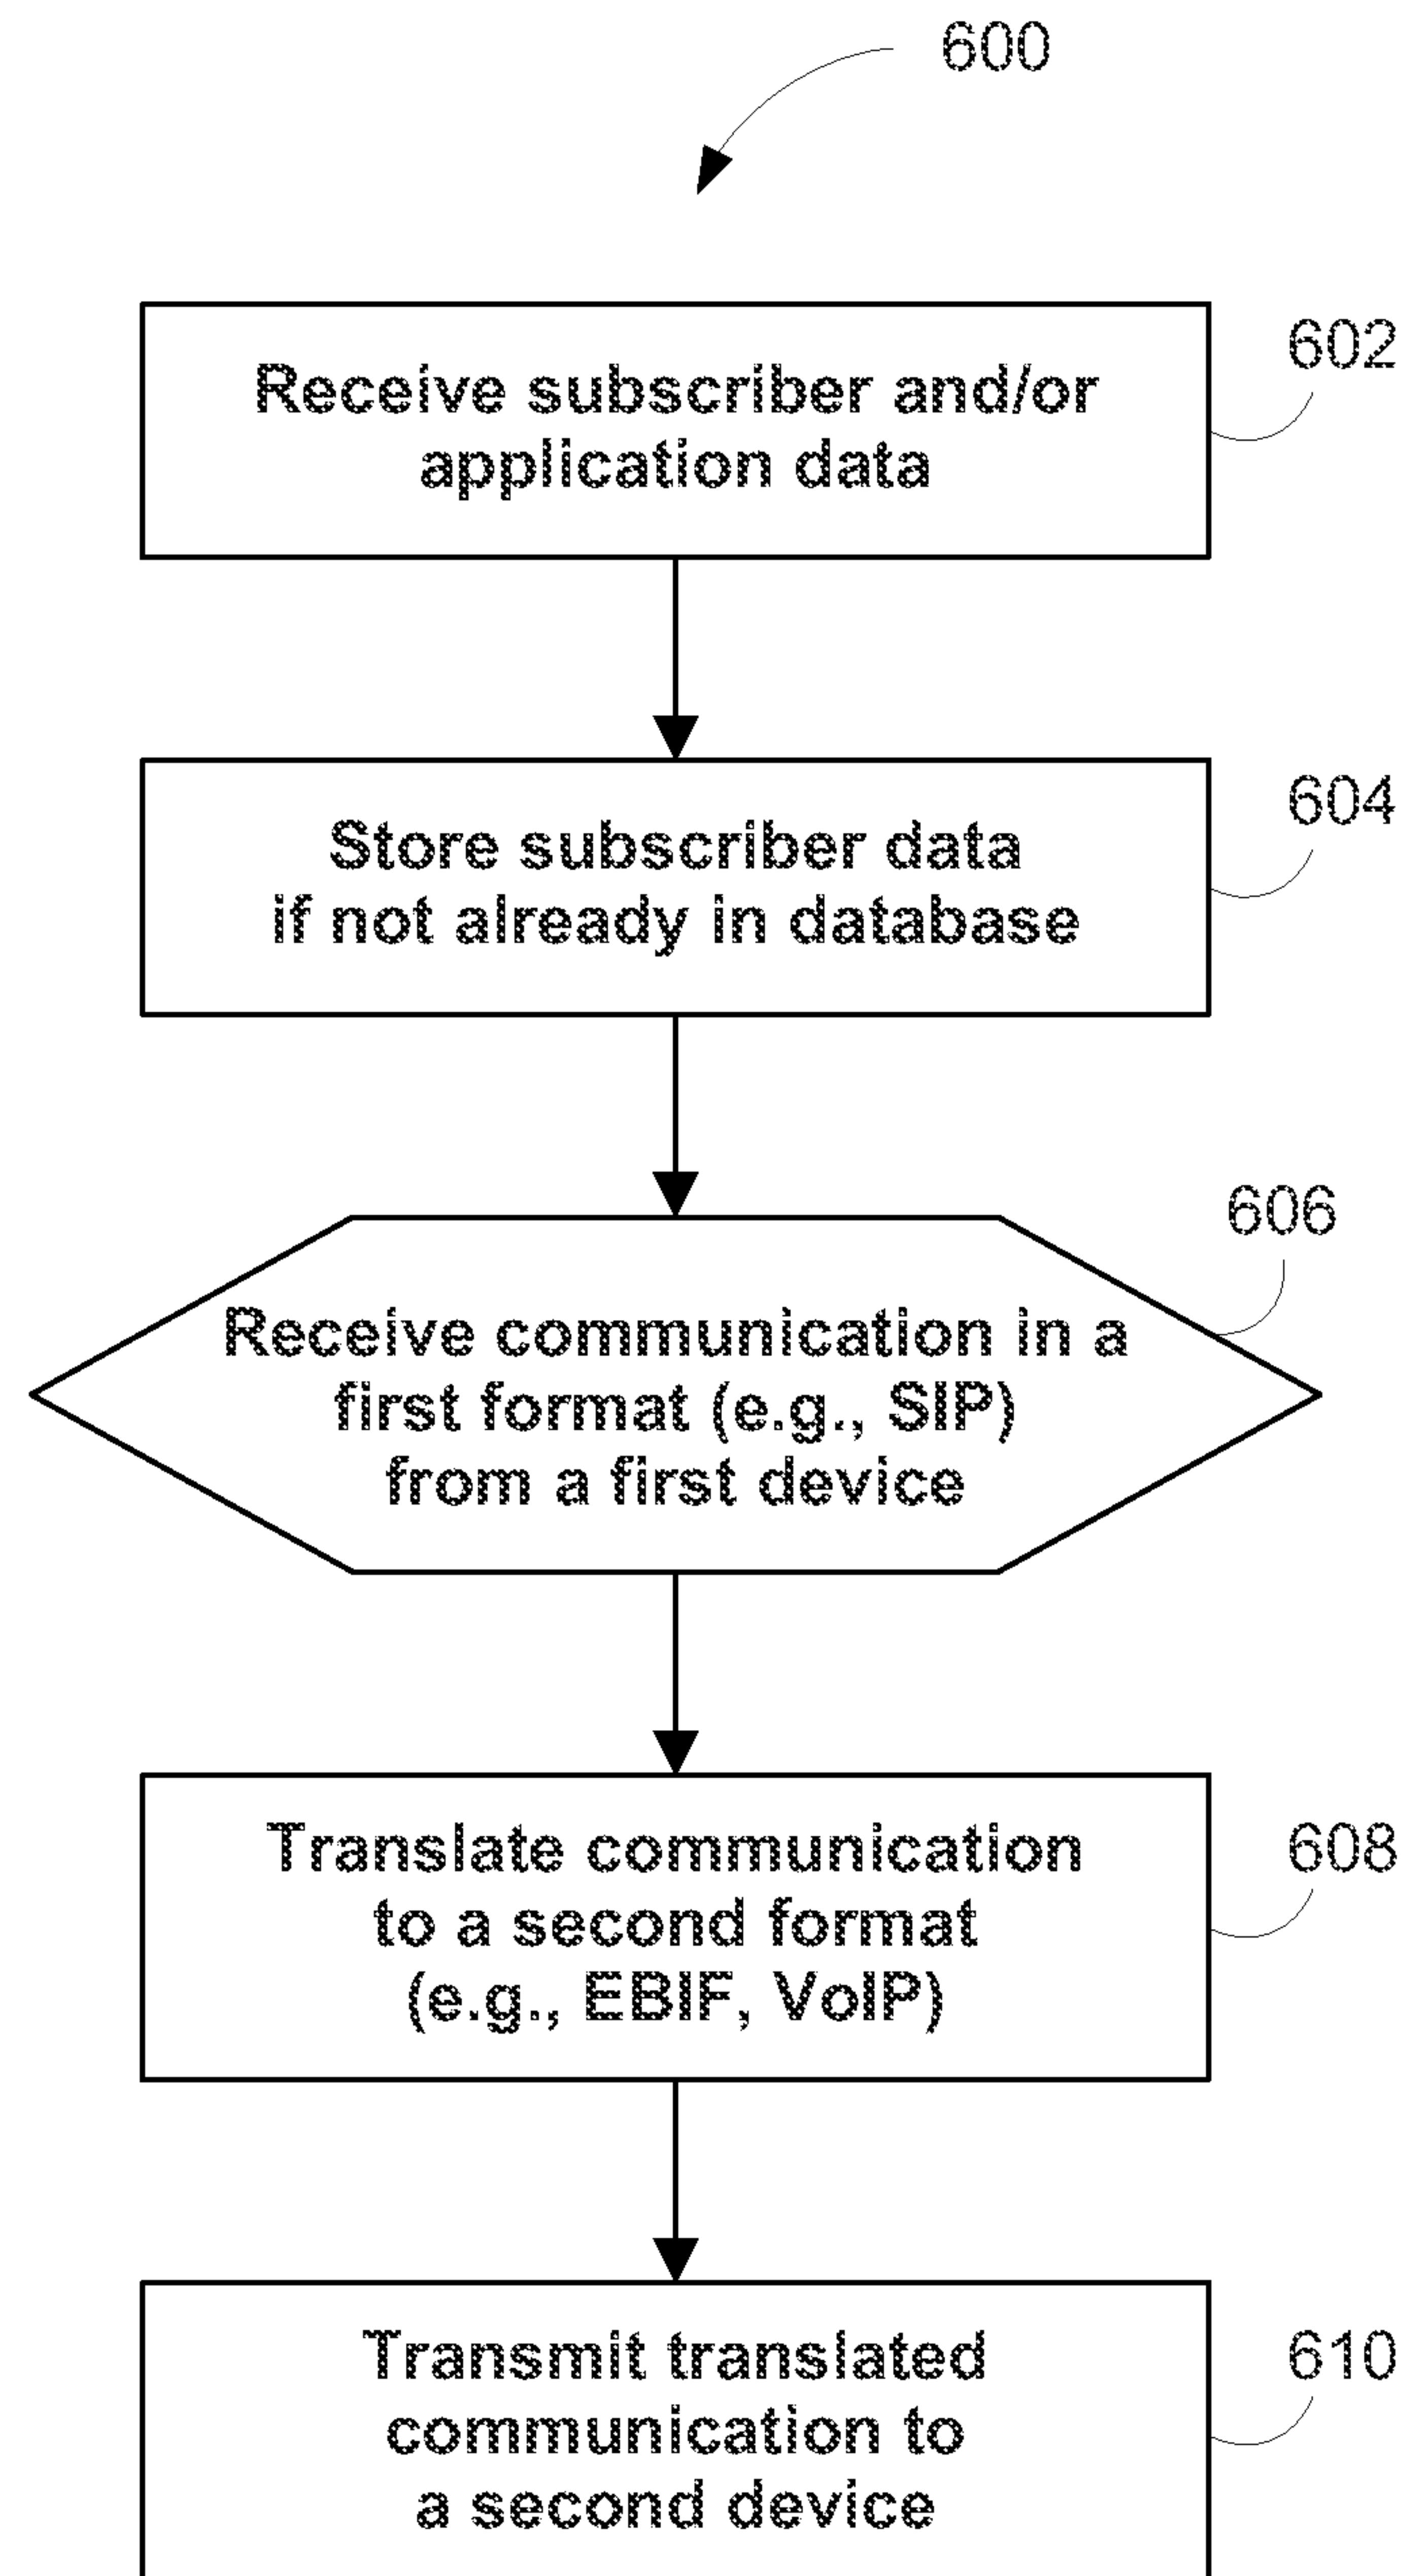 600
Receive subscriber and/or
application data
602
Store subscriber data
if not already in database
604
606
Receive communication in a
first format (e.g., SIP)
from a first device
Translate communication
to a second format
(e.g., EBIF, VoIP)
608
Transmit translated
communication to
a second device
610